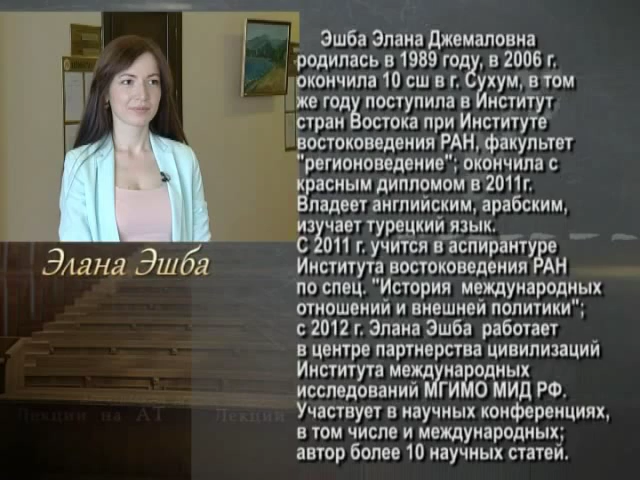 Эшба Элана Джемаловна
родилась в 1989 году, в 2006 г.
окончила 10 сш в г. Сухум, в том
же году поступила в Институт
стран Востока при Институте
востоковедения РАН, факультет
"регионоведение"; окончила с
красным дипломом в 2011г.
Владеет английским, арабским,
изучает турецкий язык.
С 2011 г. учится в аспирантуре
Института востоковедения РАН
по спец. "История международных
отношений и внешней политики";
с 2012 г. Элана Эшба работает
в центре партнерства цивилизаций
Института международных
исследований МГИМО МИД РФ.
Участвует в научных конференциях,
в том числе и международных;
автор более 10 научных статей.
Элана Эшба
Лекции на АТ Лекции